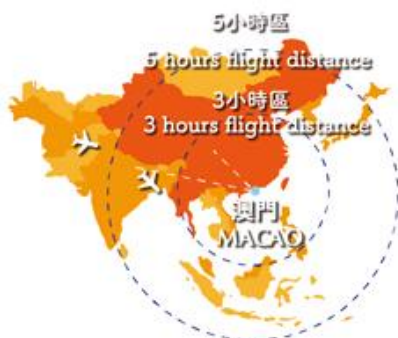 5小時區
5 hours flight distance
3小時區
3 hours flight distance
澳門
MACAO